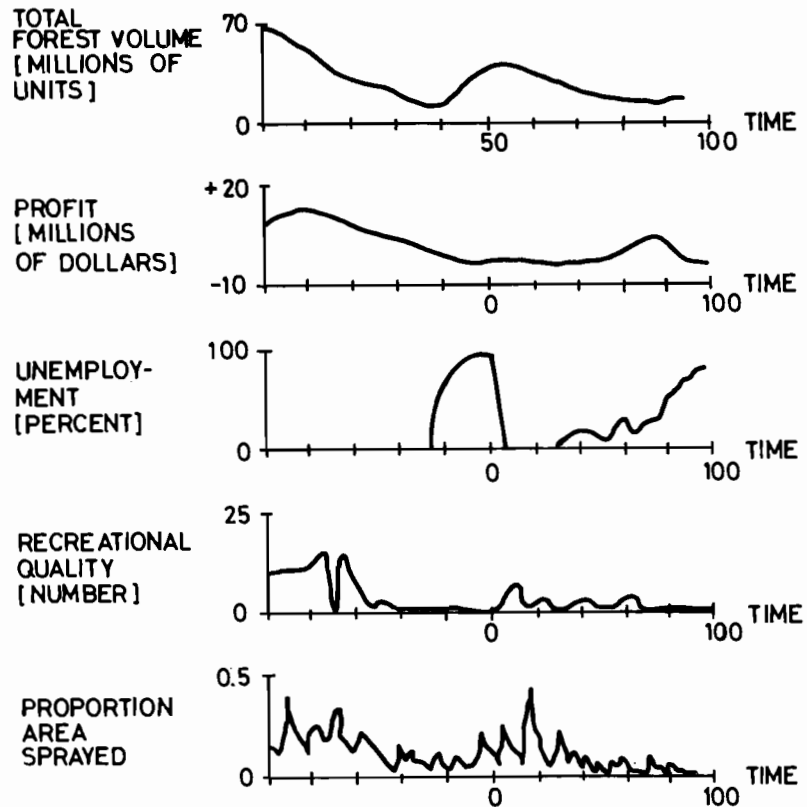 TOTAL
FOREST VOLUME
[MILLIONS OF
UNITS]
70
0
50
100
TIME
PROFIT
[MILLIONS
OF DOLLARS]
+20
-10
0
100
TIME
UNEMPLOY-
MENT
[PERCENT]
100
0
0
100
TIME
RECREATIONAL
QUALITY
[NUMBER]
25
0
0
100
TIME
PROPORTION
AREA
SPRAYED
0.5
0
0
100
TIME